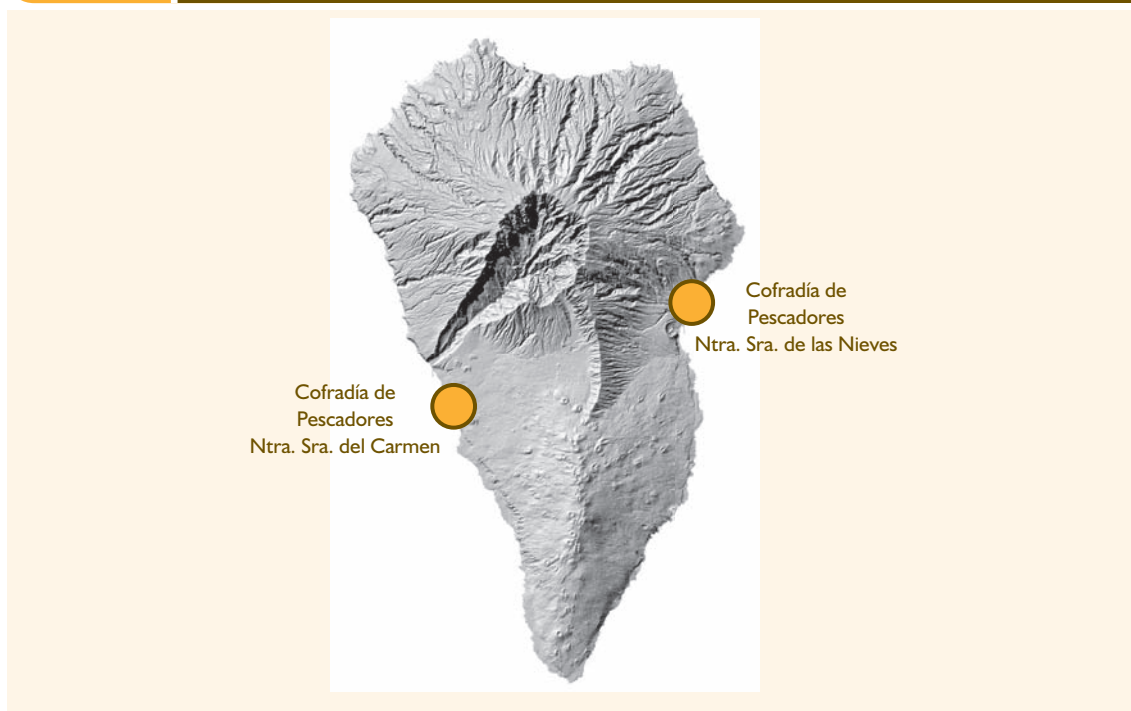 Cofradía de
Pescadores
Ntra. Sra. de las Nieves
Cofradía de
Pescadores
Ntra. Sra. del Carmen